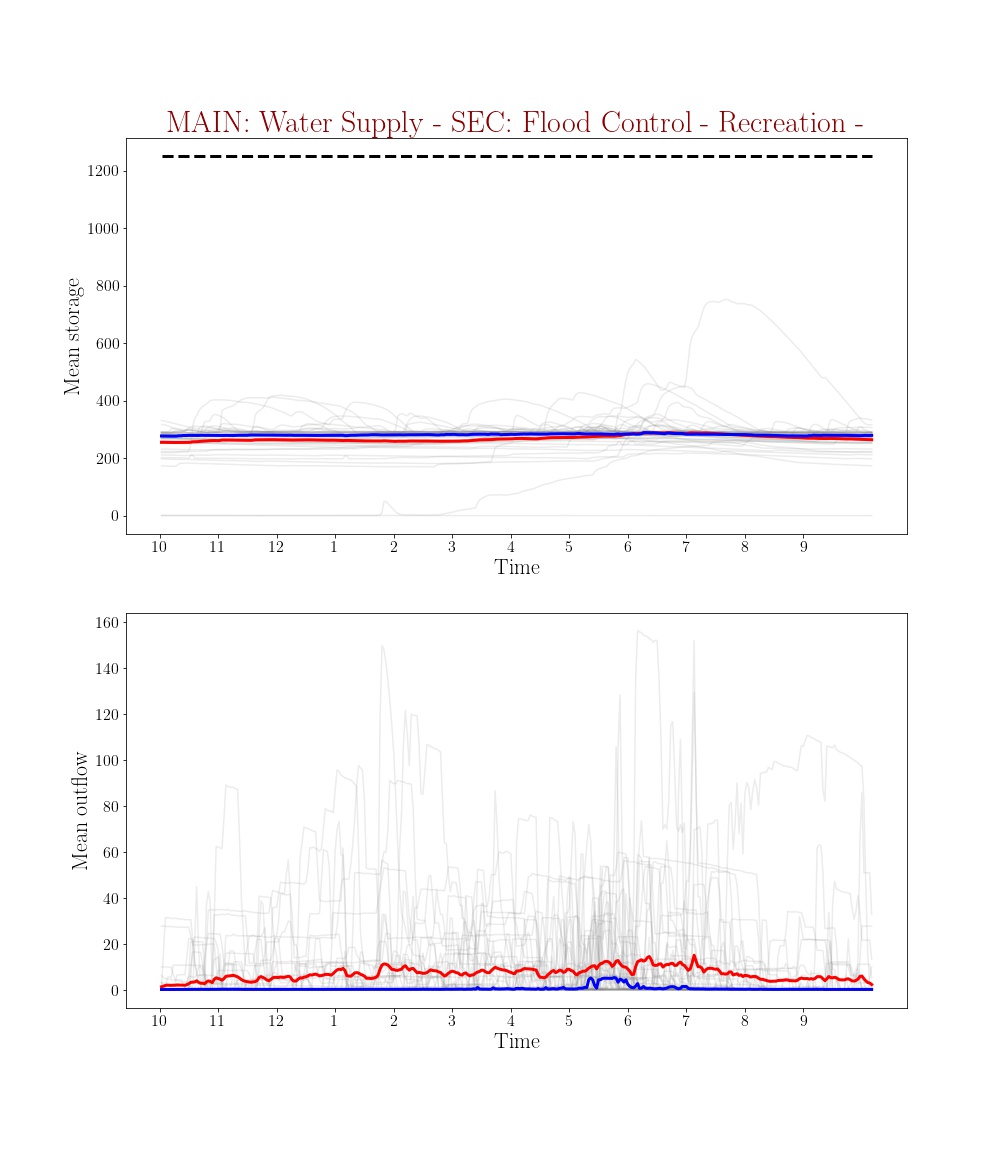 MAIN: Water Supply - SEC: Flood Control - Recreation -
1200
1000
800
600
400
200
0
Mean storage
10 11 12 1 2 3 4 5 6 7 8 9
Time
160
140
120
100
80
60
40
20
0
Mean outflow
10 11 12 1 2 3 4 5 6 7 8 9
Time